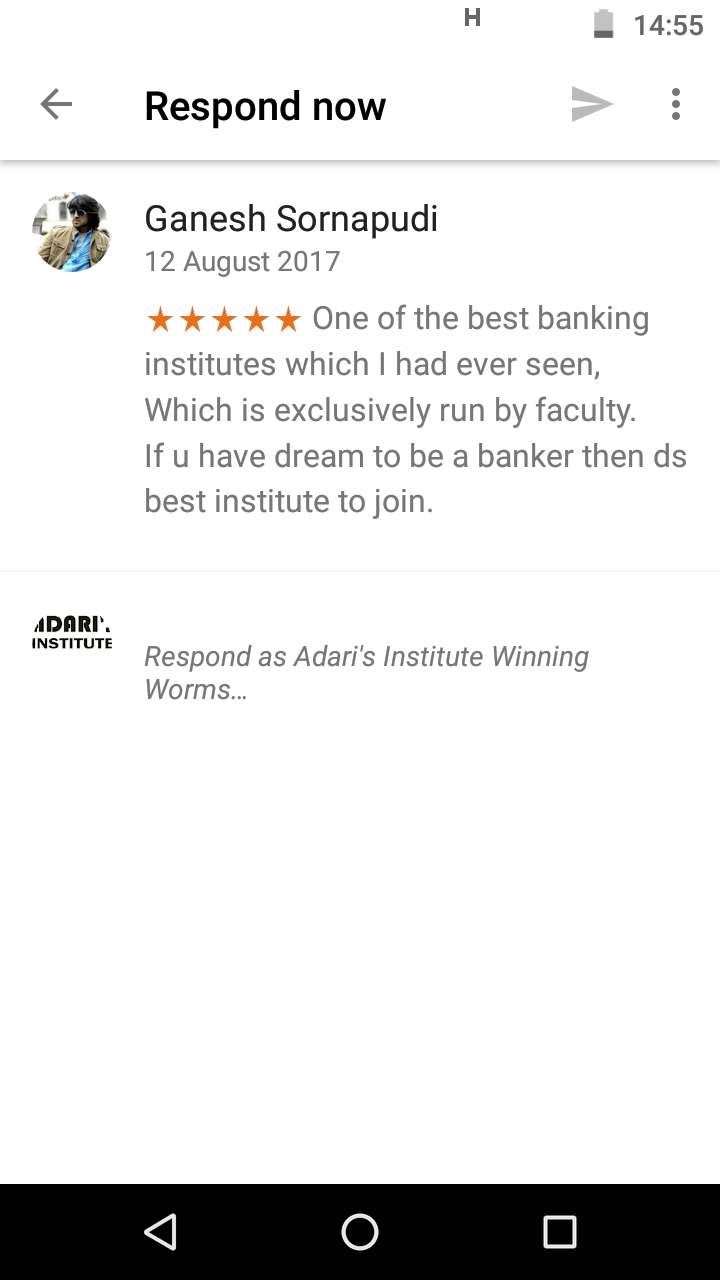 H
14:55
Respond now
Ganesh Sornapudi
12 August 2017
★★★★★ One of the best banking
institutes which I had ever seen,
Which is exclusively run by faculty.
If u have dream to be a banker then ds
best institute to join.
ADARI'S
INSTITUTE
Respond as Adari's Institute Winning
Worms…